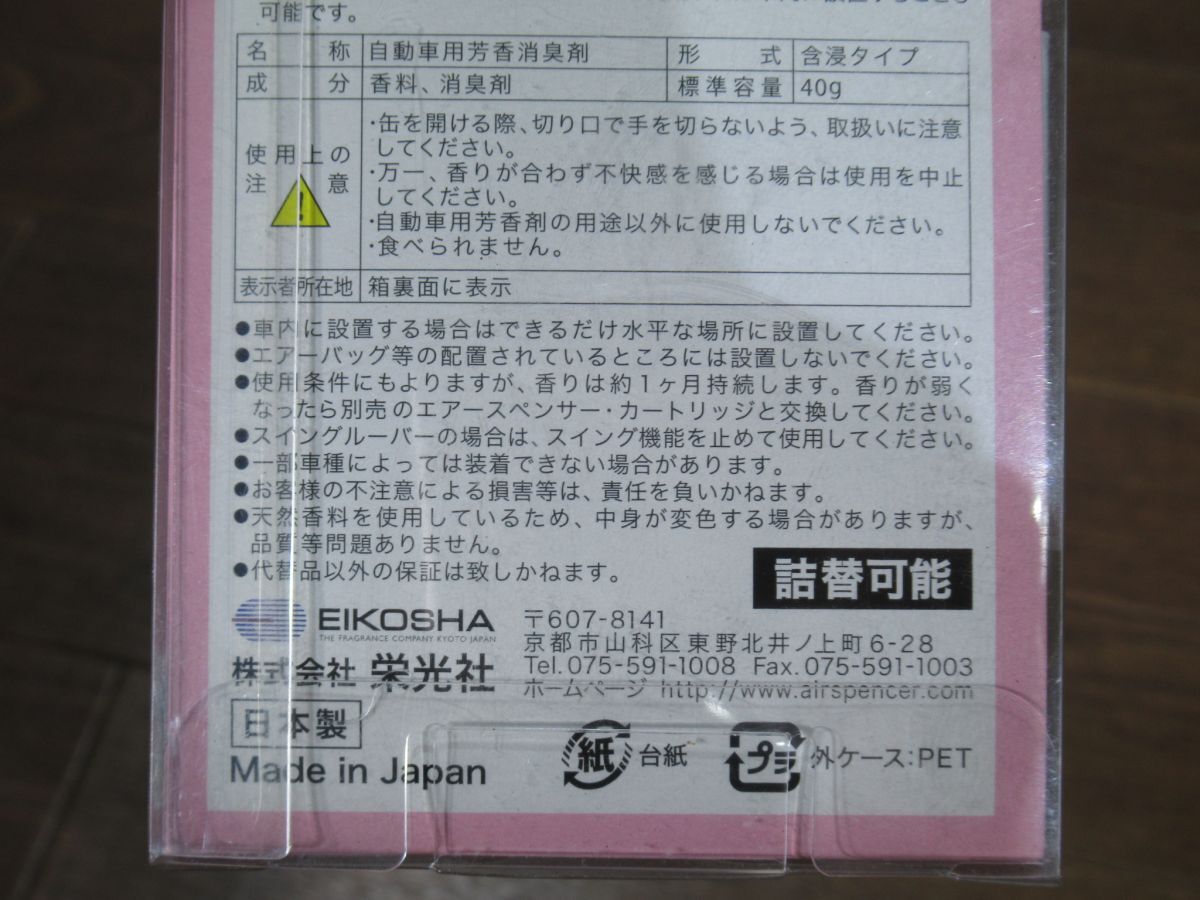 可能です。
名称 自動車用芳香消臭剤 形式 含浸タイプ
成分 香料、消臭剤 標準容量 40g
使用上の
注意
・缶を開ける際、切り口で手を切らないよう、取扱いに注意
してください。
・万一、香りが合わず不快感を感じる場合は使用を中止
してください。
・自動車用芳香剤の用途以外に使用しないでください。
・食べられません。
表示者所在地 箱裏面に表示
●車内に設置する場合はできるだけ水平な場所に設置してください。
●エアーバッグ等の配置されているところには設置しないでください。
●使用条件にもよりますが、香りは約1ヶ月持続します。香りが弱く
なったら別売のエアースペンサー・カートリッジと交換してください。
●スイングルーバーの場合は、スイング機能を止めて使用してください。
●一部車種によっては装着できない場合があります。
●お客様の不注意による損害等は、責任を負いかねます。
●天然香料を使用しているため、中身が変色する場合がありますが、
品質等問題ありません。
●代替品以外の保証は致しかねます。
詰替可能
EIKOSHA
THE FRAGRANCE COMPANY KYOTO JAPAN
株式会社 栄光社
〒607-8141
京都市山科区東野北井ノ上町6-28
Tel. 075-591-1008 Fax. 075-591-1003
ホームページ http://www.airspencer.com
日本製
Made in Japan
紙 台紙
プラ 外ケース:PET